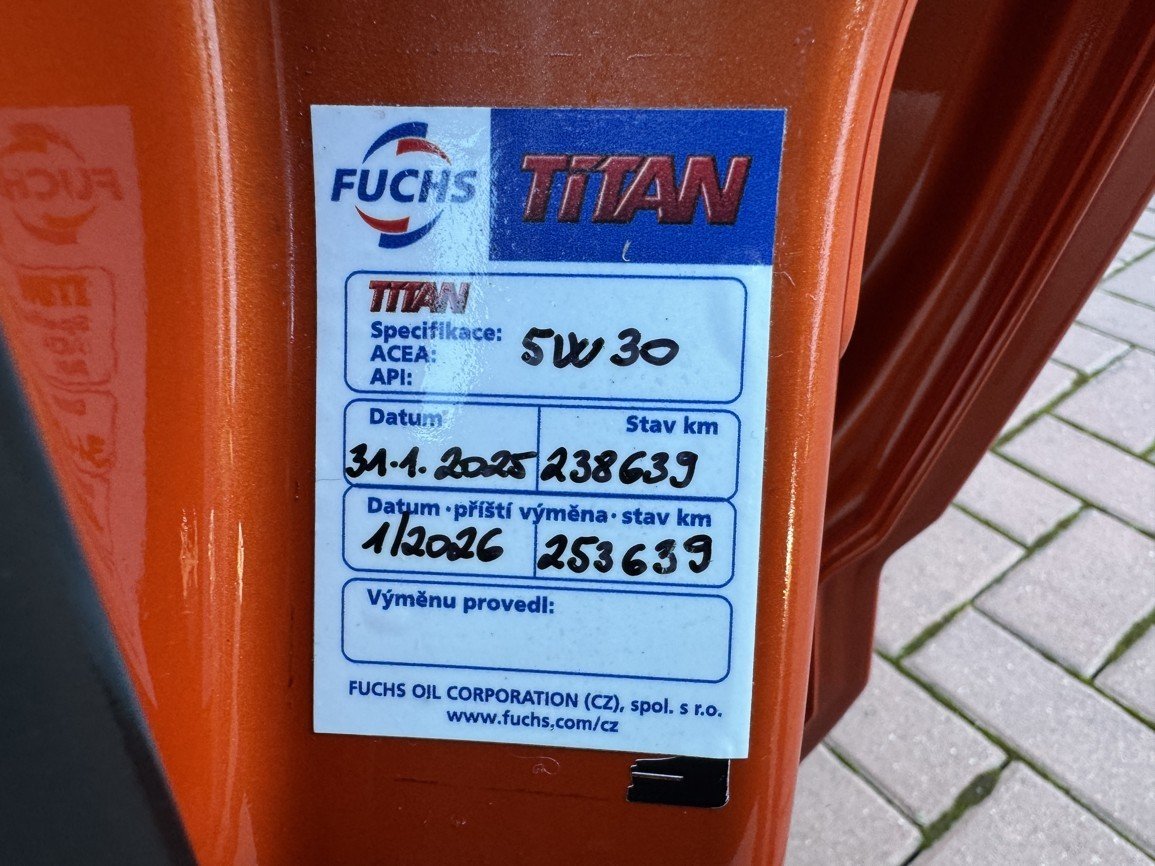 FUCHS
TITAN
TITAN
Specifikace:
ACEA:
API:
5W30
Datum Stav km
31.1.2025 238639
Datum · příští výměna · stav km
1/2026 253639
Výměnu provedl:
FUCHS OIL CORPORATION (CZ), spol. s r.o.
www.fuchs.com/cz